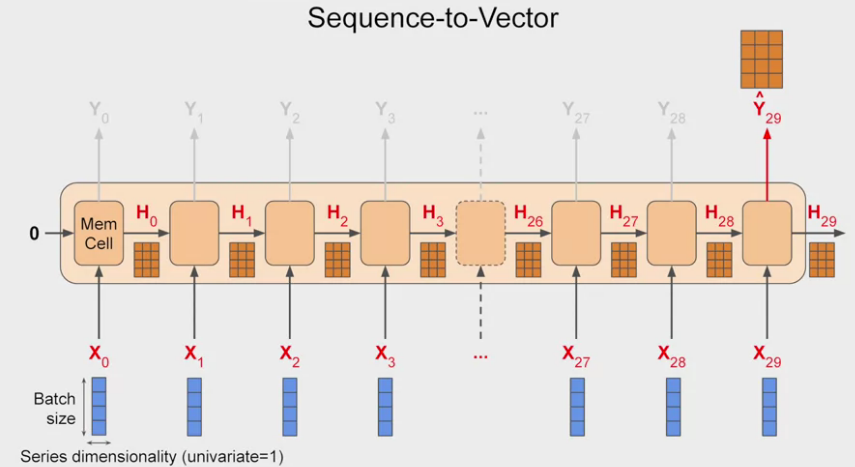 Sequence-to-Vector
Y₀ Y₁ Y₂ Y₃ ... Y₂₇ Y₂₈ Ŷ₂₉
H₀ H₁ H₂ H₃ H₂₆ H₂₇ H₂₈ H₂₉
0
Mem
Cell
X₀ X₁ X₂ X₃ ... X₂₇ X₂₈ X₂₉
Batch
size
Series dimensionality (univariate=1)